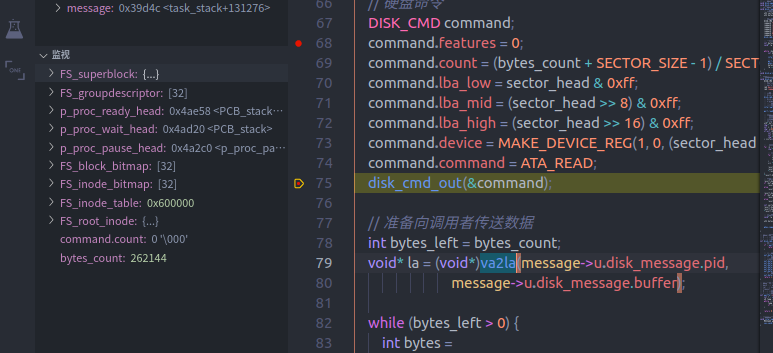 message: 0x39d4c <task_stack+131276>
监视
FS_superblock: {...}
FS_groupdescriptor: [32]
p_proc_ready_head: 0x4ae58 <PCB_stack…
p_proc_wait_head: 0x4ad20 <PCB_stack>
p_proc_pause_head: 0x4a2c0 <p_proc_pa…
FS_block_bitmap: [32]
FS_inode_bitmap: [32]
FS_inode_table: 0x600000
FS_root_inode: {...}
command.count: 0 '\000'
bytes_count: 262144
66 // 硬盘命令
67 DISK_CMD command;
68 command.features = 0;
69 command.count = (bytes_count + SECTOR_SIZE - 1) / SECT
70 command.lba_low = sector_head & 0xff;
71 command.lba_mid = (sector_head >> 8) & 0xff;
72 command.lba_high = (sector_head >> 16) & 0xff;
73 command.device = MAKE_DEVICE_REG(1, 0, (sector_head
74 command.command = ATA_READ;
75 disk_cmd_out(&command);
76
77 // 准备向调用者传送数据
78 int bytes_left = bytes_count;
79 void* la = (void*)va2la(message->u.disk_message.pid,
80 message->u.disk_message.buffer);
81
82 while (bytes_left > 0) {
83 int bytes =